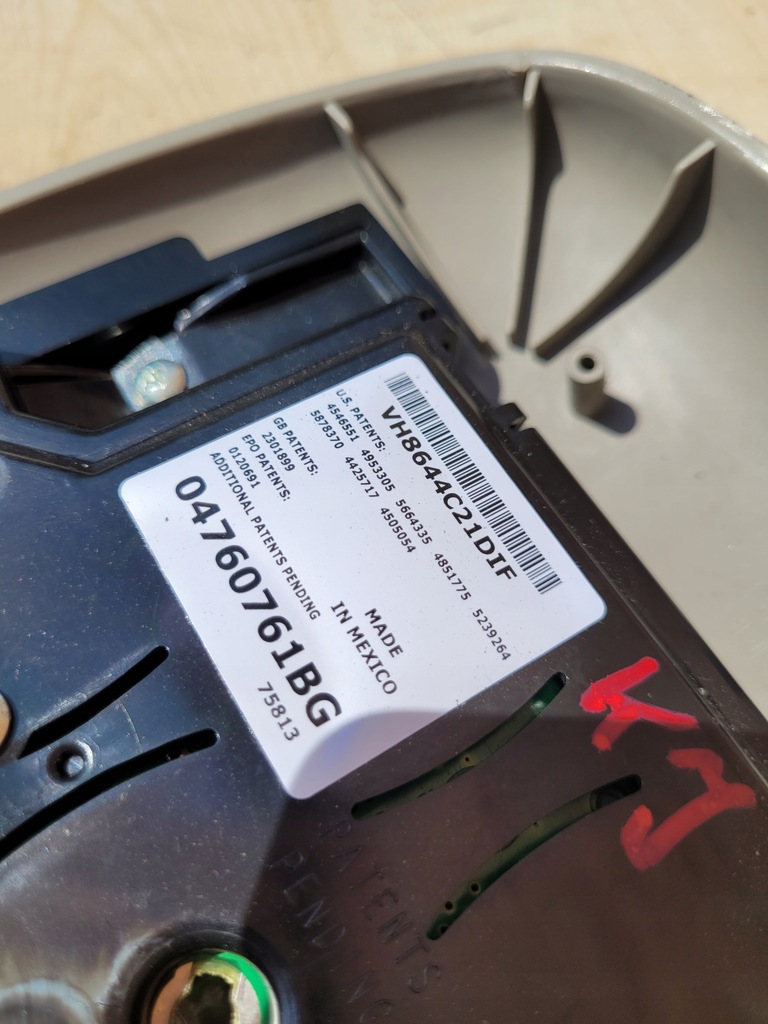 VH8644C21DIF
U.S. PATENTS:
4546551 4953305 5664335 4851775 5239264
5878370 4425717 4505054
GB PATENTS:
2301899
EPO PATENTS:
0120691
ADDITIONAL PATENTS PENDING
MADE
IN MEXICO
04760761BG
75813
PATENTS
PENDING